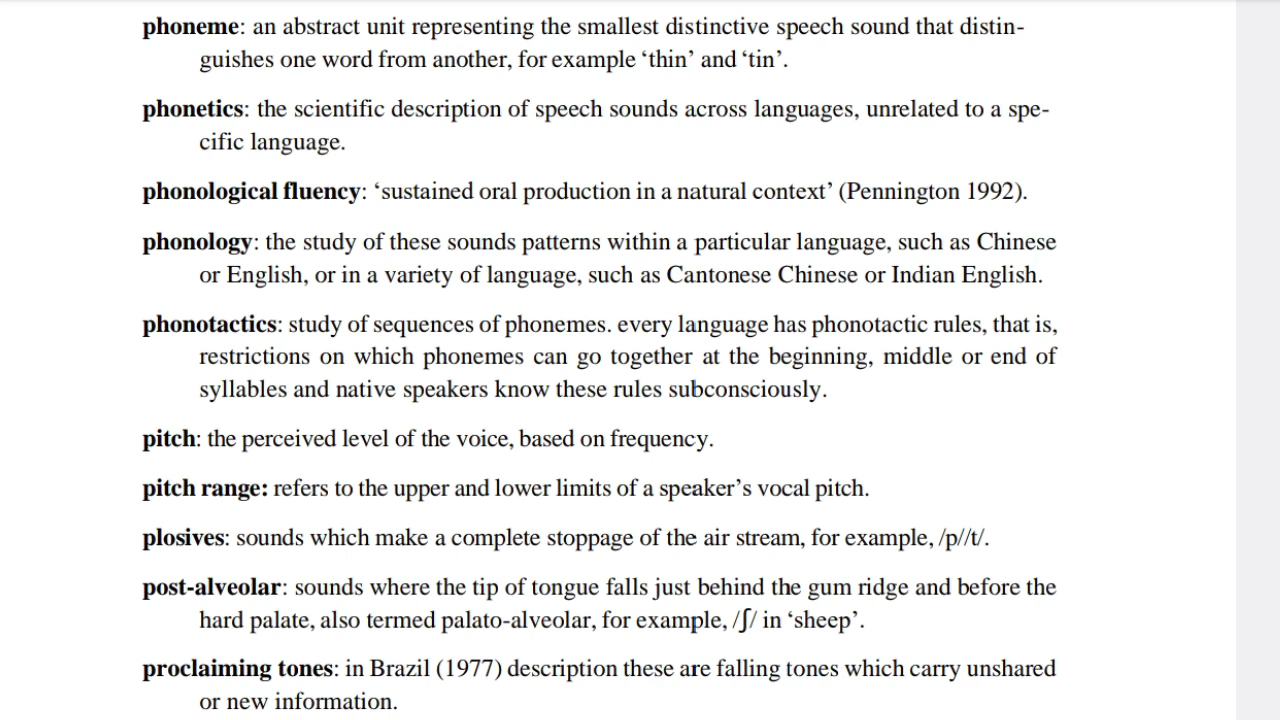 phoneme: an abstract unit representing the smallest distinctive speech sound that distin-
guishes one word from another, for example ‘thin’ and ‘tin’.
phonetics: the scientific description of speech sounds across languages, unrelated to a spe-
cific language.
phonological fluency: ‘sustained oral production in a natural context’ (Pennington 1992).
phonology: the study of these sounds patterns within a particular language, such as Chinese
or English, or in a variety of language, such as Cantonese Chinese or Indian English.
phonotactics: study of sequences of phonemes. every language has phonotactic rules, that is,
restrictions on which phonemes can go together at the beginning, middle or end of
syllables and native speakers know these rules subconsciously.
pitch: the perceived level of the voice, based on frequency.
pitch range: refers to the upper and lower limits of a speaker’s vocal pitch.
plosives: sounds which make a complete stoppage of the air stream, for example, /p//t/.
post-alveolar: sounds where the tip of tongue falls just behind the gum ridge and before the
hard palate, also termed palato-alveolar, for example, /ʃ/ in ‘sheep’.
proclaiming tones: in Brazil (1977) description these are falling tones which carry unshared
or new information.